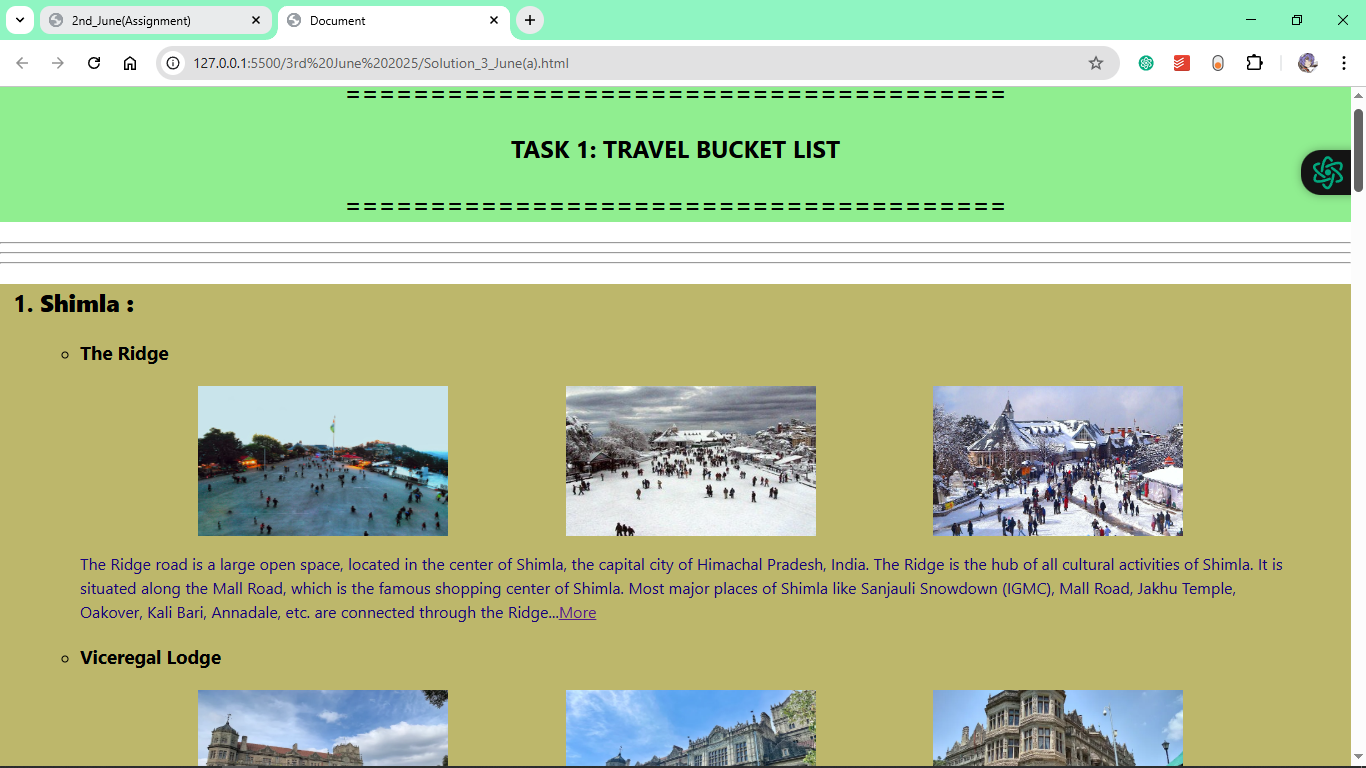 2nd_June(Assignment)
Document
127.0.0.1:5500/3rd%20June%202025/Solution_3_June(a).html
=======================================
TASK 1: TRAVEL BUCKET LIST
=======================================
1. Shimla :
The Ridge
The Ridge road is a large open space, located in the center of Shimla, the capital city of Himachal Pradesh, India. The Ridge is the hub of all cultural activities of Shimla. It is
situated along the Mall Road, which is the famous shopping center of Shimla. Most major places of Shimla like Sanjauli Snowdown (IGMC), Mall Road, Jakhu Temple,
Oakover, Kali Bari, Annadale, etc. are connected through the Ridge...More
Viceregal Lodge